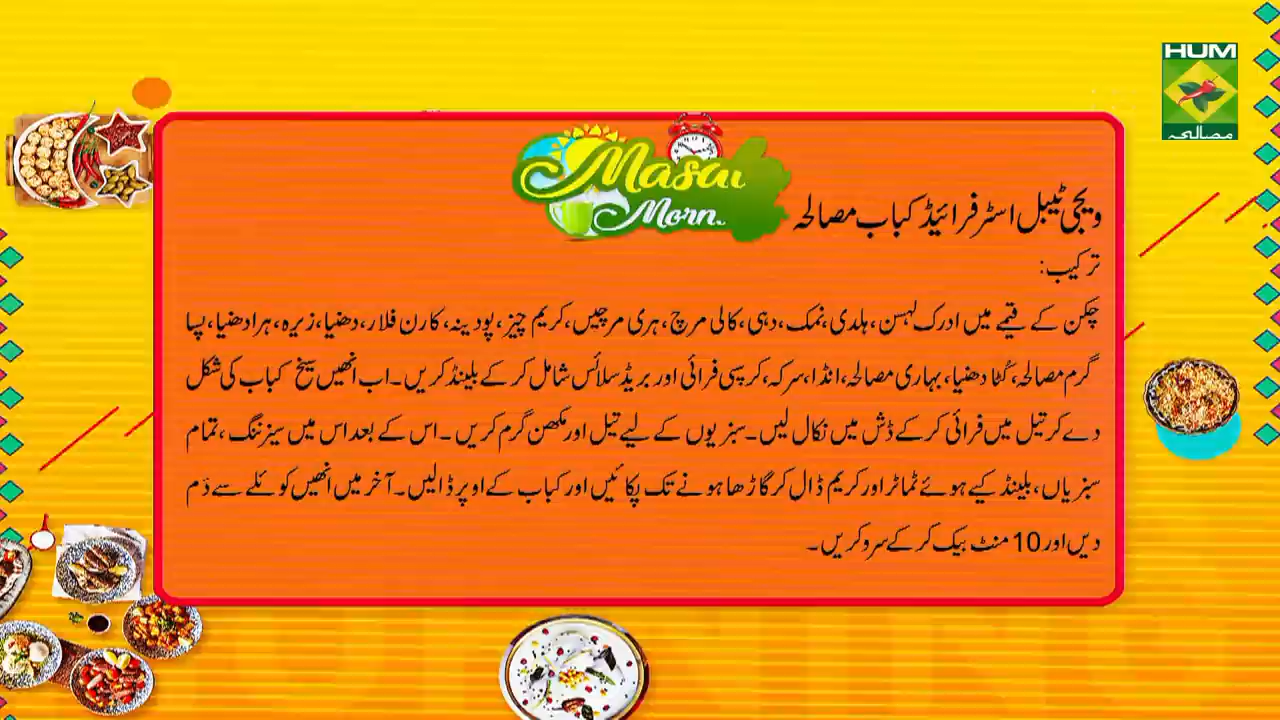 HUM
مصالحہ
Masal
Morn.
ویجی ٹیبل اسٹر فرائیڈ کباب مصالحہ
ترکیب:
چکن کے قیمے میں ادرک لہسن، ہلدی، نمک، دہی، کالی مرچ، ہری مرچیں، کریم چیز، پودینہ، کارن فلار، دھنیا، زیرہ، ہرا دھنیا، پسا
گرم مصالحہ، کُٹا دھنیا، بہاری مصالحہ، انڈا، سرکہ، کرسپی فرائی اور بریڈ سلائس شامل کر کے بلینڈ کریں۔ اب انھیں سیخ کباب کی شکل
دے کر تیل میں فرائی کر کے ڈش میں نکال لیں۔ سبزیوں کے لیے تیل اور مکھن گرم کریں۔ اس کے بعد اس میں سیزننگ، تمام
سبزیاں، بلینڈ کیے ہوئے ٹماٹر اور کریم ڈال کر گاڑھا ہونے تک پکائیں اور کباب کے اوپر ڈالیں۔ آخر میں انھیں کوئلے سے دَم
دیں اور 10 منٹ بیک کر کے سرو کریں۔